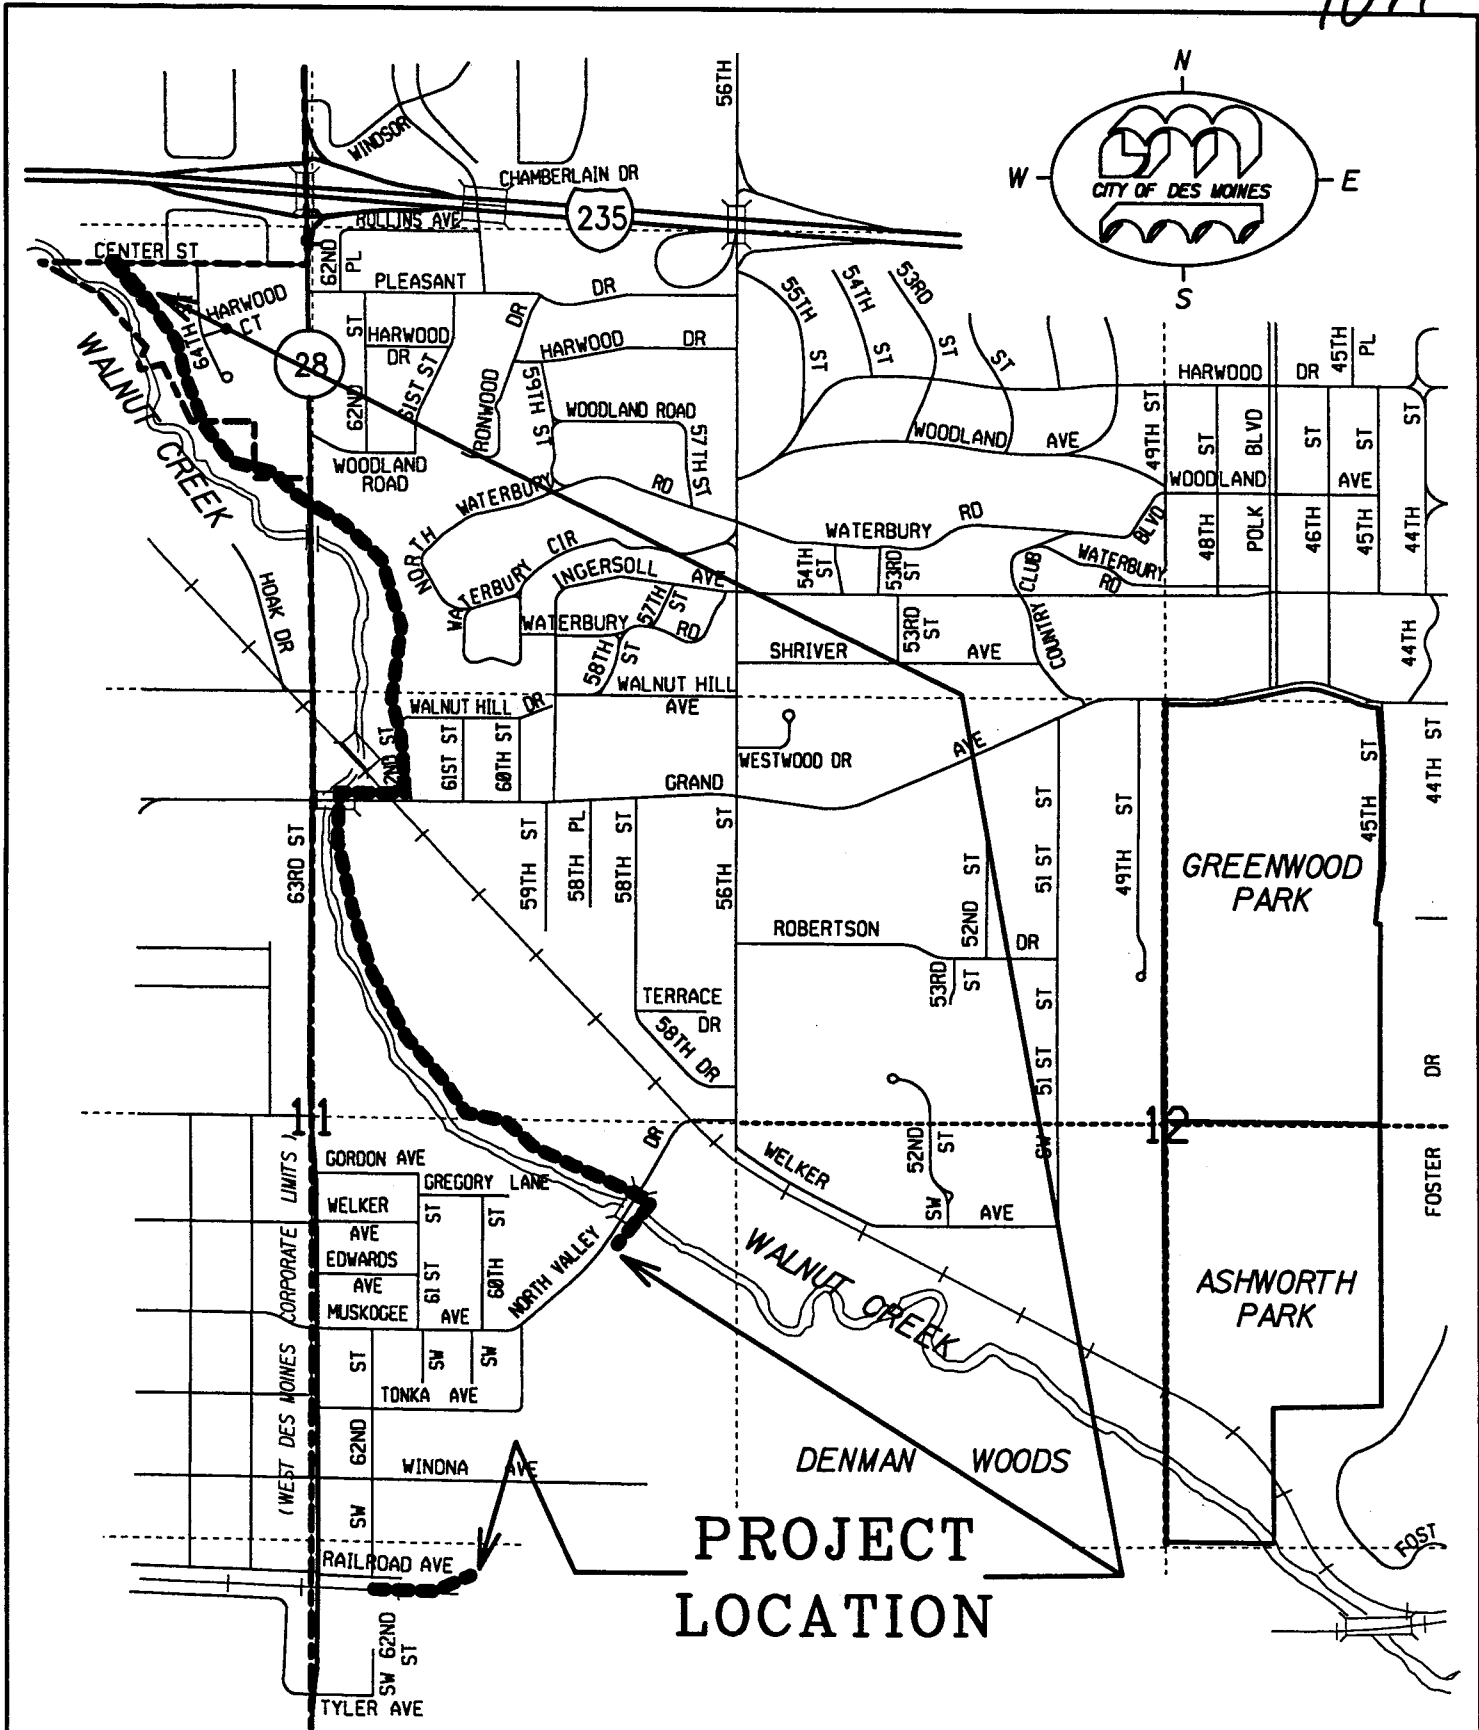 N
W
E
S
CITY OF DES MOINES
56TH
WINDSOR
CHAMBERLAIN DR
235
ROLLINS AVE
CENTER ST
62ND
PL
PLEASANT
DR
HARWOOD
CT
64TH ST
WALNUT CREEK
28
ST
62ND
HARWOOD
DR
61ST ST
IRONWOOD
DR
HARWOOD
DR
59TH ST
WOODLAND ROAD
57TH ST
WOODLAND
ROAD
55TH
ST
54TH
ST
53RD
ST
ST
WOODLAND
AVE
HARWOOD
DR
45TH
PL
49TH ST
ST
BLVD
ST
ST
ST
WOODLAND
AVE
48TH
POLK
46TH
45TH
44TH
NORTH
WATERBURY
RD
WATERBURY
RD
BLVD
WATERBURY
RD
WATERBURY
CIR
INGERSOLL
AVE
54TH
ST
53RD
ST
COUNTRY CLUB
HOAK DR
WATERBURY
RD
57TH
ST
58TH
ST
53RD
ST
SHRIVER
AVE
44TH
WALNUT HILL
AVE
WALNUT HILL
DR
2ND ST
61ST ST
60TH ST
WESTWOOD DR
AVE
GRAND
45TH
ST
44TH ST
63RD ST
59TH ST
58TH PL
58TH ST
56TH ST
52ND ST
51 ST ST
49TH ST
GREENWOOD
PARK
ROBERTSON
DR
53RD
ST
TERRACE
DR
58TH DR
51 ST ST
SW
11
12
FOSTER DR
(WEST DES MOINES CORPORATE LIMITS)
GORDON AVE
GREGORY LANE
WELKER
AVE
EDWARDS
AVE
MUSKOGEE
AVE
61 ST
ST
60TH
ST
NORTH VALLEY
DR
WELKER
AVE
52ND
ST
SW
WALNUT CREEK
ASHWORTH
PARK
ST
SW
SW
TONKA AVE
62ND
WINONA AVE
SW
DENMAN WOODS
FOST
PROJECT
LOCATION
RAILROAD AVE
SW 62ND
ST
TYLER AVE